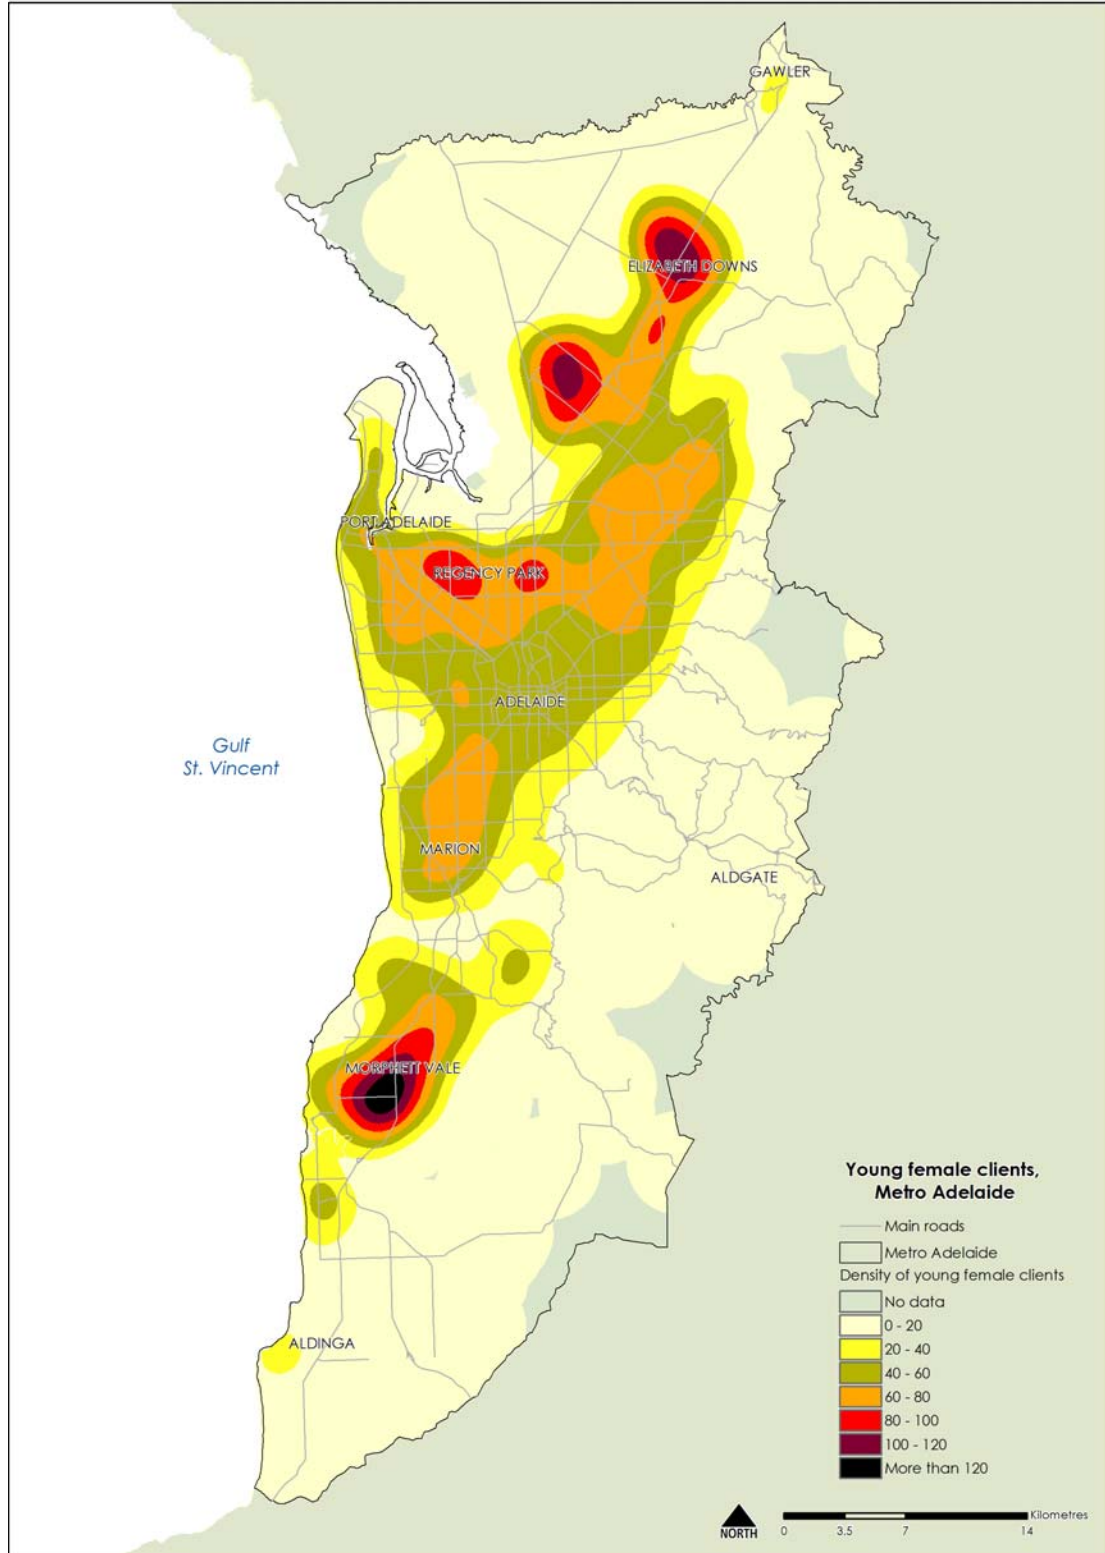 GAWLER
ELIZABETH DOWNS
PORT ADELAIDE
REGENCY PARK
ADELAIDE
Gulf
St. Vincent
MARION
ALDGATE
MORPHETT VALE
ALDINGA
Young female clients,
Metro Adelaide
Main roads
Metro Adelaide
Density of young female clients
No data
0 - 20
20 - 40
40 - 60
60 - 80
80 - 100
100 - 120
More than 120
NORTH
Kilometres
0 3.5 7 14